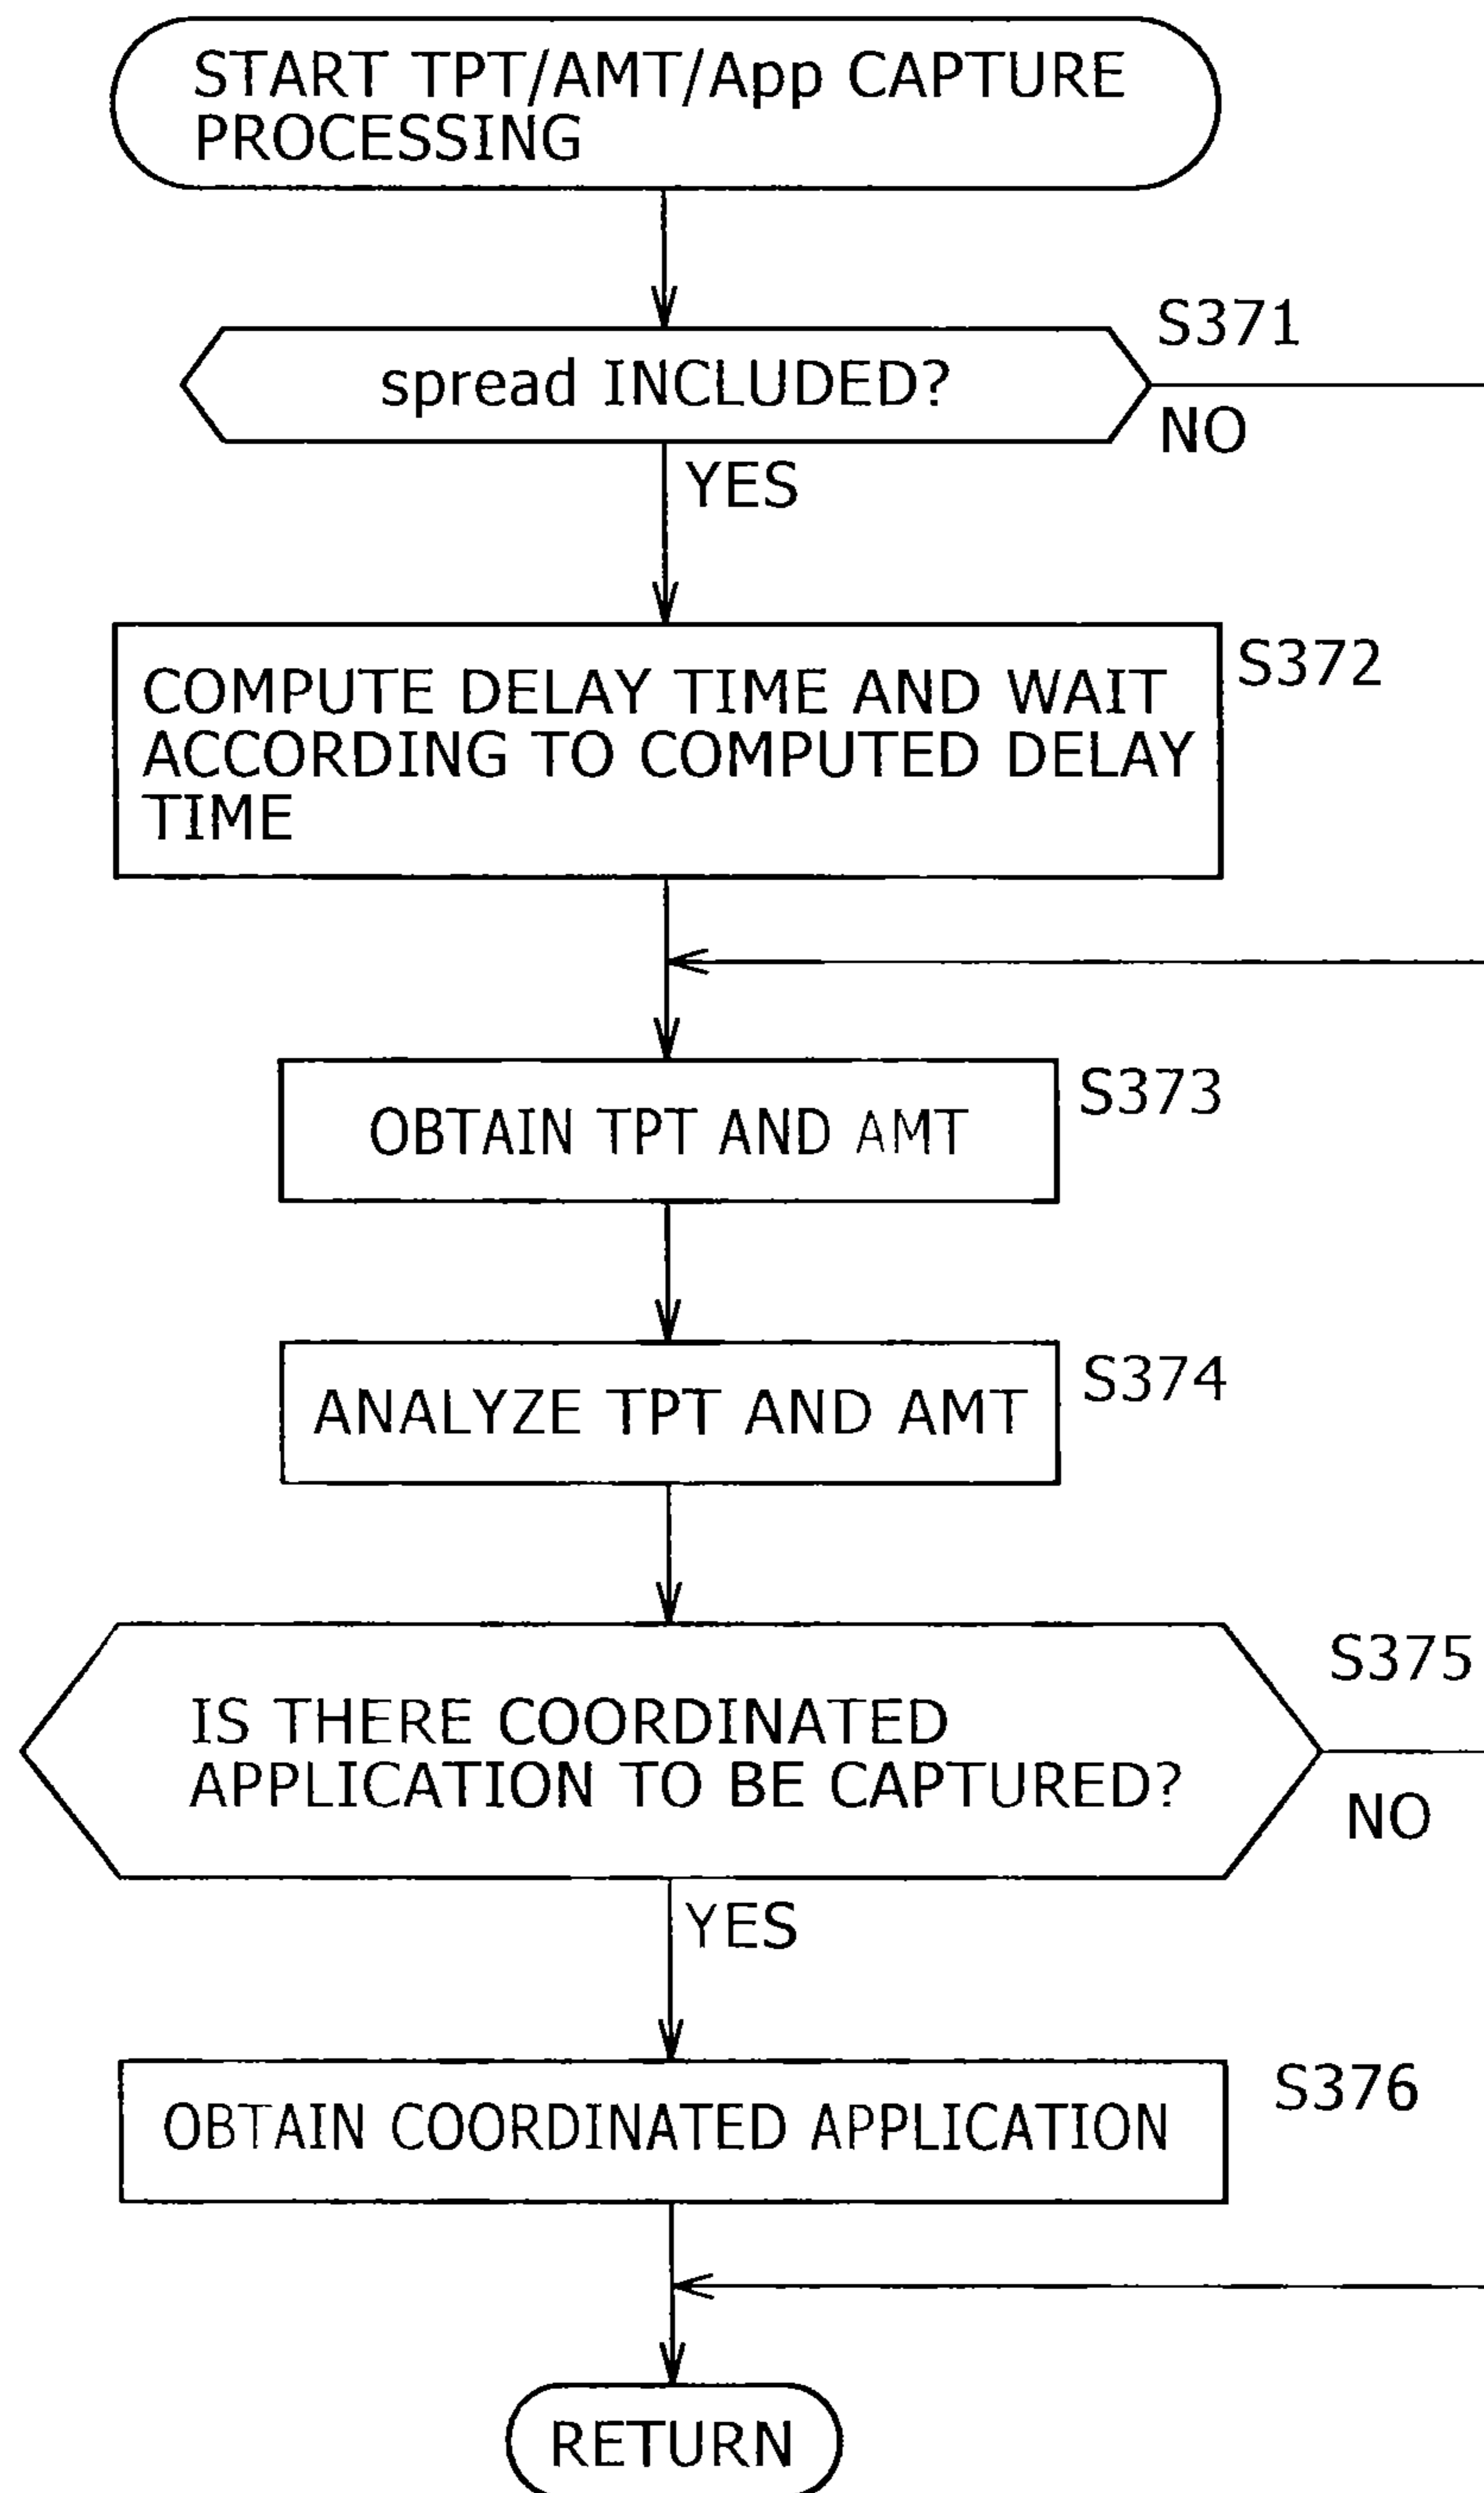 START TPT/AMT/App CAPTURE
PROCESSING
S371
spread INCLUDED?
NO
YES
S372
COMPUTE DELAY TIME AND WAIT
ACCORDING TO COMPUTED DELAY
TIME
S373
OBTAIN TPT AND AMT
S374
ANALYZE TPT AND AMT
S375
IS THERE COORDINATED
APPLICATION TO BE CAPTURED?
NO
YES
S376
OBTAIN COORDINATED APPLICATION
RETURN